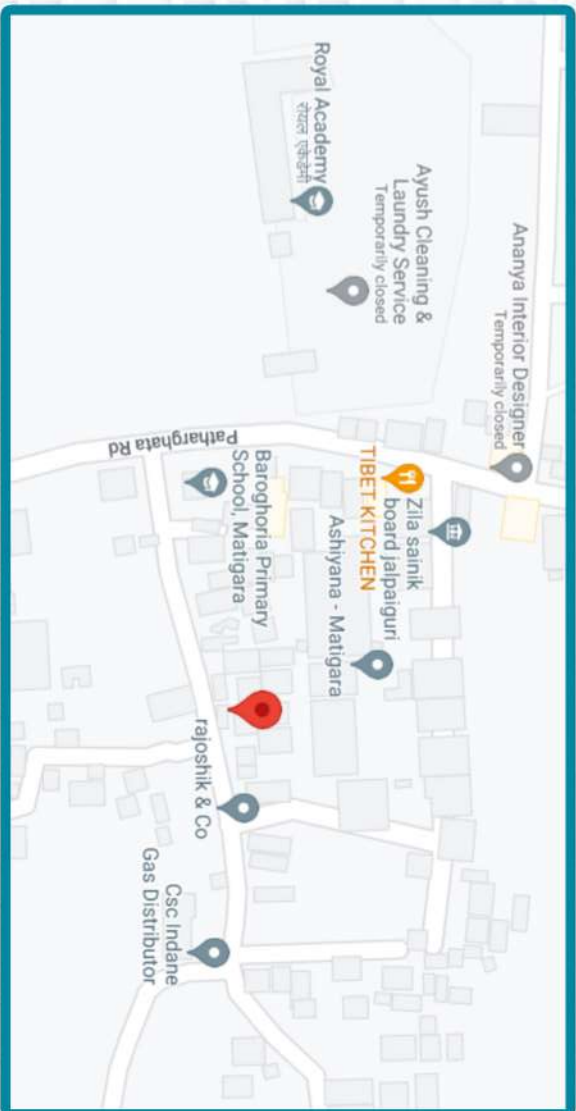 Royal Academy
रोयल एकेडेमी
Ayush Cleaning &
Laundry Service
Temporarily closed
Ananya Interior Designer
Temporarily closed
Patharghata Rd
TIBET KITCHEN
Zila sainik
board jalpaiguri
Baroghoria Primary
School, Matigara
Ashiyana - Matigara
rajoshik & Co
Csc Indane
Gas Distributor